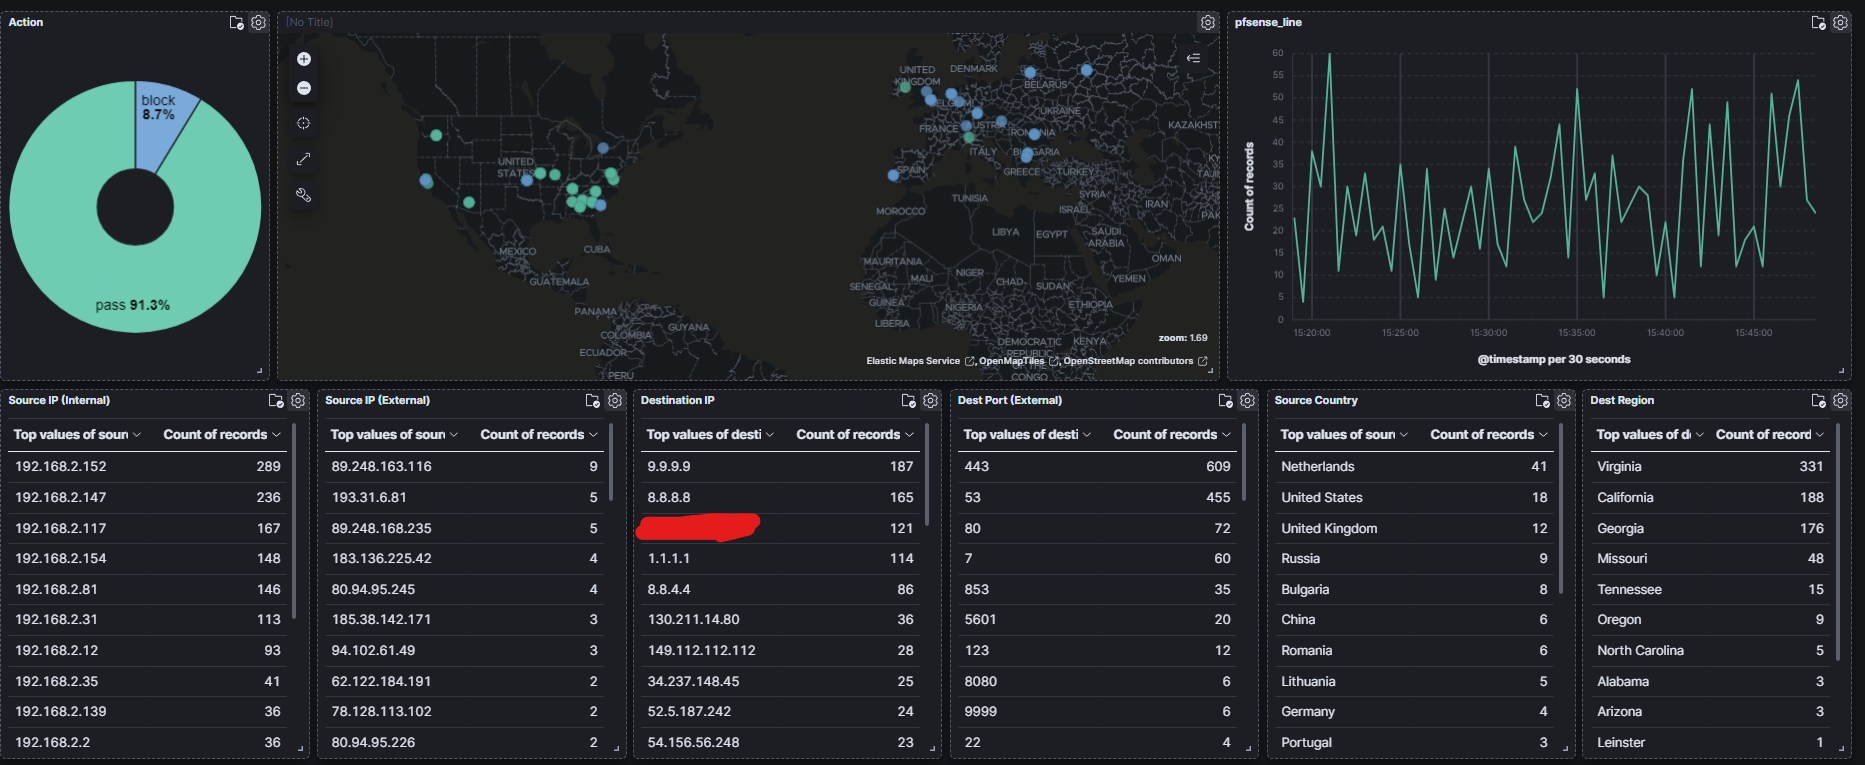 Action
block
8.7%
pass 91.3%
[No Title]
UNITED KINGDOM
DENMARK
BELARUS
UKRAINE
KAZAKHST
FRANCE
ITALY
SPAIN
GREECE
TURKEY
UNITED STATES
MEXICO
CUBA
GUATEMALA
PANAMA
COLOMBIA
GUYANA
ECUADOR
PERU
MOROCCO
TUNISIA
SYRIA
ISRAEL
IRAN
LIBYA
EGYPT
SAUDI ARABIA
OMAN
MAURITANIA
MALI
NIGER
CHAD
SUDAN
YEMEN
SENEGAL
GUINEA
NIGERIA
ETHIOPIA
LIBERIA
DEMOCRATIC REPUBLIC OF THE CONGO
KENYA
zoom: 1.69
Elastic Maps Service , OpenMapTiles , OpenStreetMap contributors
pfsense_line
Count of records
60
55
50
45
40
35
30
25
20
15
10
5
0
15:20:00 15:25:00 15:30:00 15:35:00 15:40:00 15:45:00
@timestamp per 30 seconds
Source IP (Internal)
Top values of sour Count of records
192.168.2.152 289
192.168.2.147 236
192.168.2.117 167
192.168.2.154 148
192.168.2.81 146
192.168.2.31 113
192.168.2.12 93
192.168.2.35 41
192.168.2.139 36
192.168.2.2 36
Source IP (External)
Top values of sour Count of records
89.248.163.116 9
193.31.6.81 5
89.248.168.235 5
183.136.225.42 4
80.94.95.245 4
185.38.142.171 3
94.102.61.49 3
62.122.184.191 2
78.128.113.102 2
80.94.95.226 2
Destination IP
Top values of desti Count of records
9.9.9.9 187
8.8.8.8 165
121
1.1.1.1 114
8.8.4.4 86
130.211.14.80 36
149.112.112.112 28
34.237.148.45 25
52.5.187.242 24
54.156.56.248 23
Dest Port (External)
Top values of desti Count of records
443 609
53 455
80 72
7 60
853 35
5601 20
123 12
8080 6
9999 6
22 4
Source Country
Top values of sour Count of records
Netherlands 41
United States 18
United Kingdom 12
Russia 9
Bulgaria 8
China 6
Romania 6
Lithuania 5
Germany 4
Portugal 3
Dest Region
Top values of d Count of record
Virginia 331
California 188
Georgia 176
Missouri 48
Tennessee 15
Oregon 9
North Carolina 5
Alabama 3
Arizona 3
Leinster 1